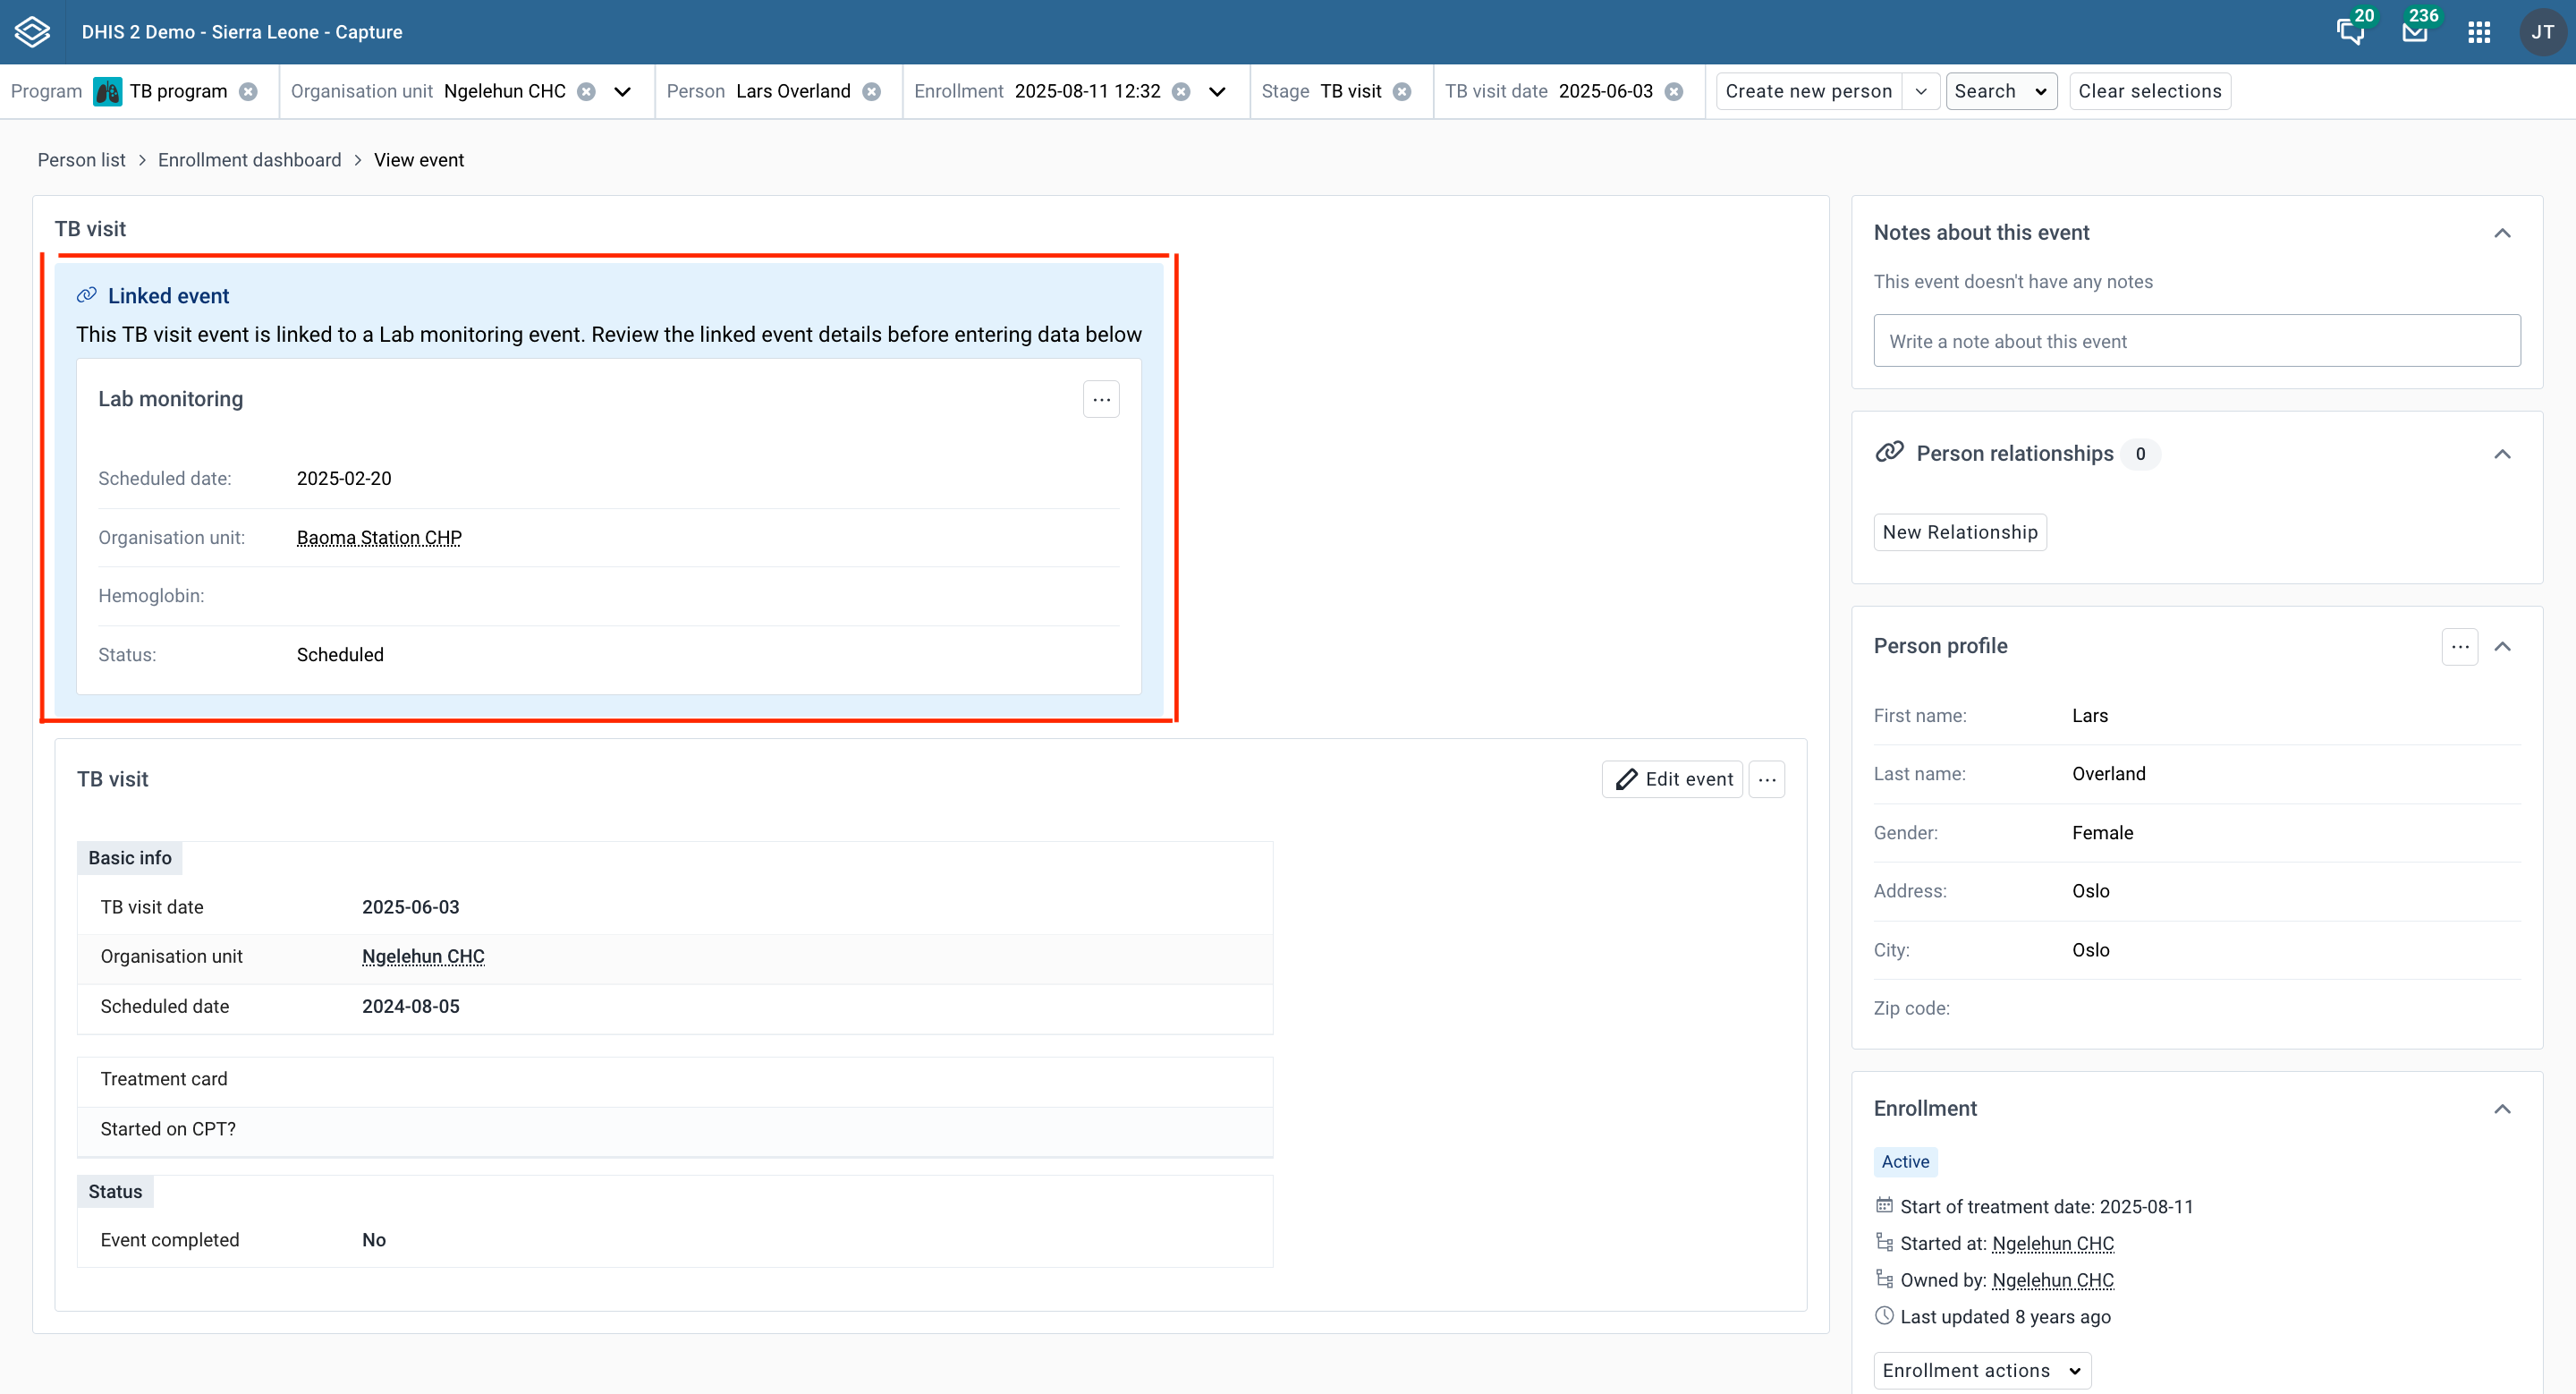 DHIS 2 Demo - Sierra Leone - Capture
20
236
JT
Program TB program
Organisation unit Ngelehun CHC
Person Lars Overland
Enrollment 2025-08-11 12:32
Stage TB visit
TB visit date 2025-06-03
Create new person
Search
Clear selections
Person list > Enrollment dashboard > View event
TB visit
Linked event
This TB visit event is linked to a Lab monitoring event. Review the linked event details before entering data below
Lab monitoring
Scheduled date: 2025-02-20
Organisation unit: Baoma Station CHP
Hemoglobin:
Status: Scheduled
TB visit
Edit event
Basic info
TB visit date 2025-06-03
Organisation unit Ngelehun CHC
Scheduled date 2024-08-05
Treatment card
Started on CPT?
Status
Event completed No
Notes about this event
This event doesn't have any notes
Write a note about this event
Person relationships 0
New Relationship
Person profile
First name: Lars
Last name: Overland
Gender: Female
Address: Oslo
City: Oslo
Zip code:
Enrollment
Active
Start of treatment date: 2025-08-11
Started at: Ngelehun CHC
Owned by: Ngelehun CHC
Last updated 8 years ago
Enrollment actions